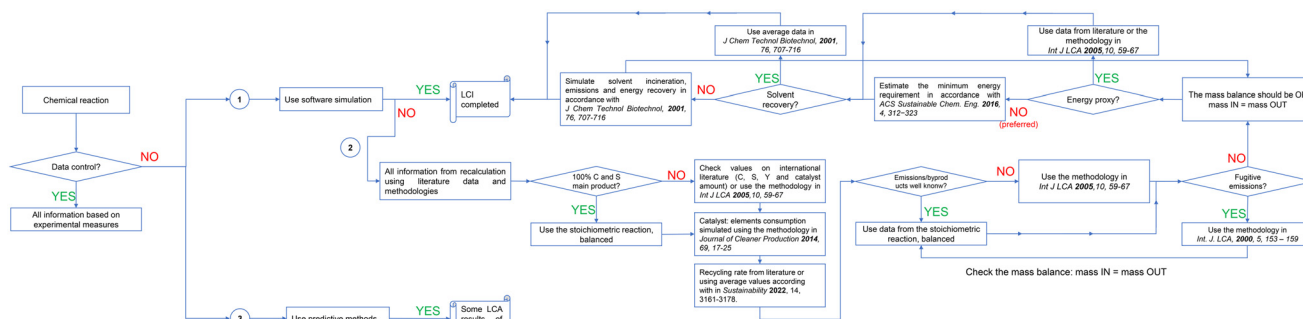 Chemical reaction
Data control?
NO
YES
All information based on
experimental measures
1
Use software simulation
YES
NO
LCI
completed
2
All information from recalculation
using literature data and
methodologies
3
Use predictive methods
YES
Some LCA
results of
100% C and S
main product?
NO
YES
Use the stoichiometric reaction,
balanced
Check values on international
literature (C, S, Y and catalyst
amount) or use the methodology in
Int J LCA 2005,10, 59-67
Catalyst: elements consumption
simulated using the methodology in
Journal of Cleaner Production 2014,
69, 17-25
Recycling rate from literature or
using average values according
with in Sustainability 2022, 14,
3161-3178.
Emissions/byprod
ucts well knonw?
NO
YES
Use the methodology in
Int J LCA 2005,10, 59-67
Use data from the stoichiometric
reaction, balanced
Fugitive
emissions?
NO
YES
Use the methodology in
Int. J. LCA, 2000, 5, 153 – 159
Check the mass balance: mass IN = mass OUT
The mass balance should be O
mass IN = mass OUT
Energy proxy?
YES
NO
(preferred)
Use data from literature or the
methodology in
Int J LCA 2005,10, 59-67
Estimate the minimum energy
requirement in accordance with
ACS Sustainable Chem. Eng. 2016,
4, 312−323
Solvent
recovery?
YES
NO
Use average data in
J Chem Technol Biotechnol, 2001,
76, 707-716
Simulate solvent incineration,
emissions and energy recovery in
accordance with
J Chem Technol Biotechnol, 2001,
76, 707-716